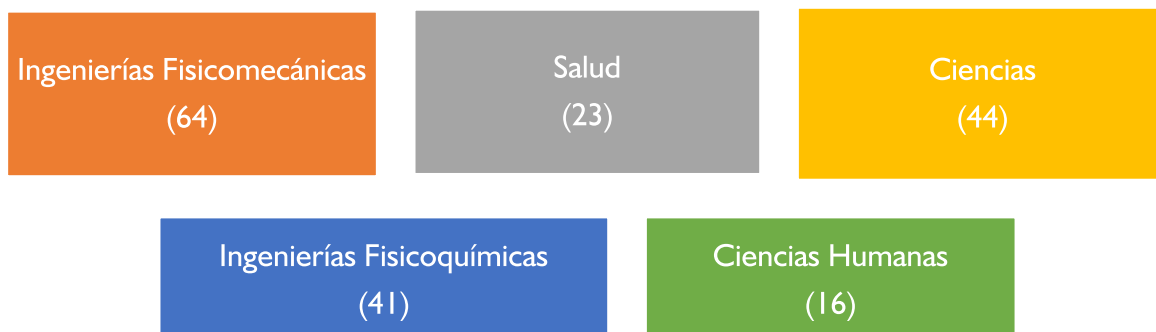 Ingenierías Fisicomecánicas
(64)
Salud
(23)
Ciencias
(44)
Ingenierías Fisicoquímicas
(41)
Ciencias Humanas
(16)